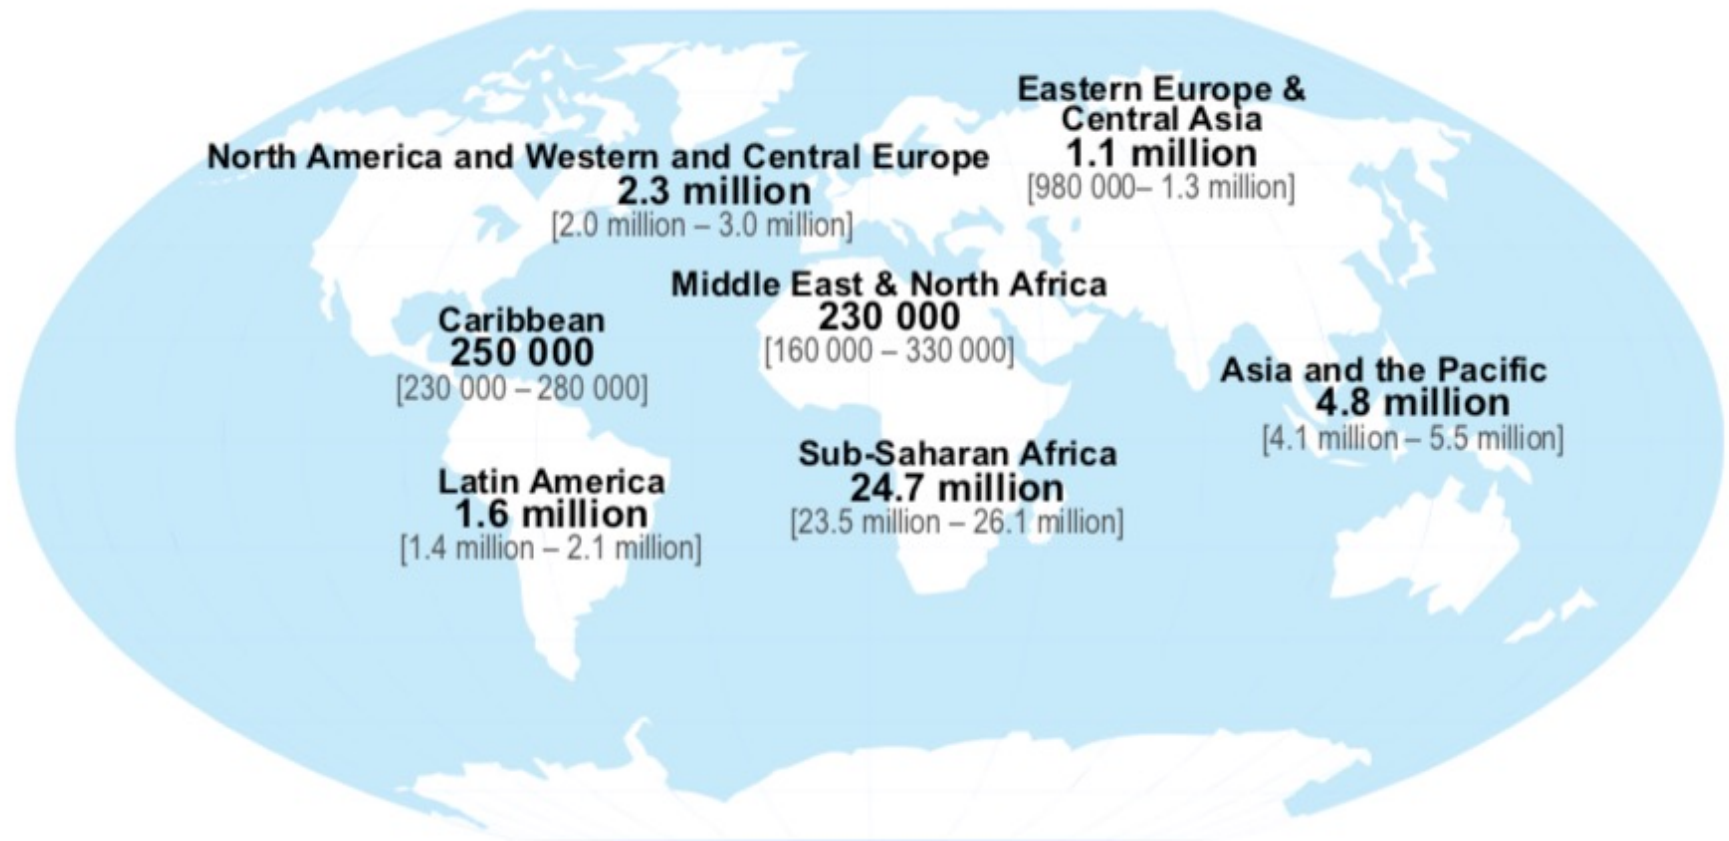 Eastern Europe &
Central Asia
1.1 million
[980 000– 1.3 million]
North America and Western and Central Europe
2.3 million
[2.0 million – 3.0 million]
Middle East & North Africa
230 000
[160 000 – 330 000]
Caribbean
250 000
[230 000 – 280 000]
Asia and the Pacific
4.8 million
[4.1 million – 5.5 million]
Sub-Saharan Africa
24.7 million
[23.5 million – 26.1 million]
Latin America
1.6 million
[1.4 million – 2.1 million]